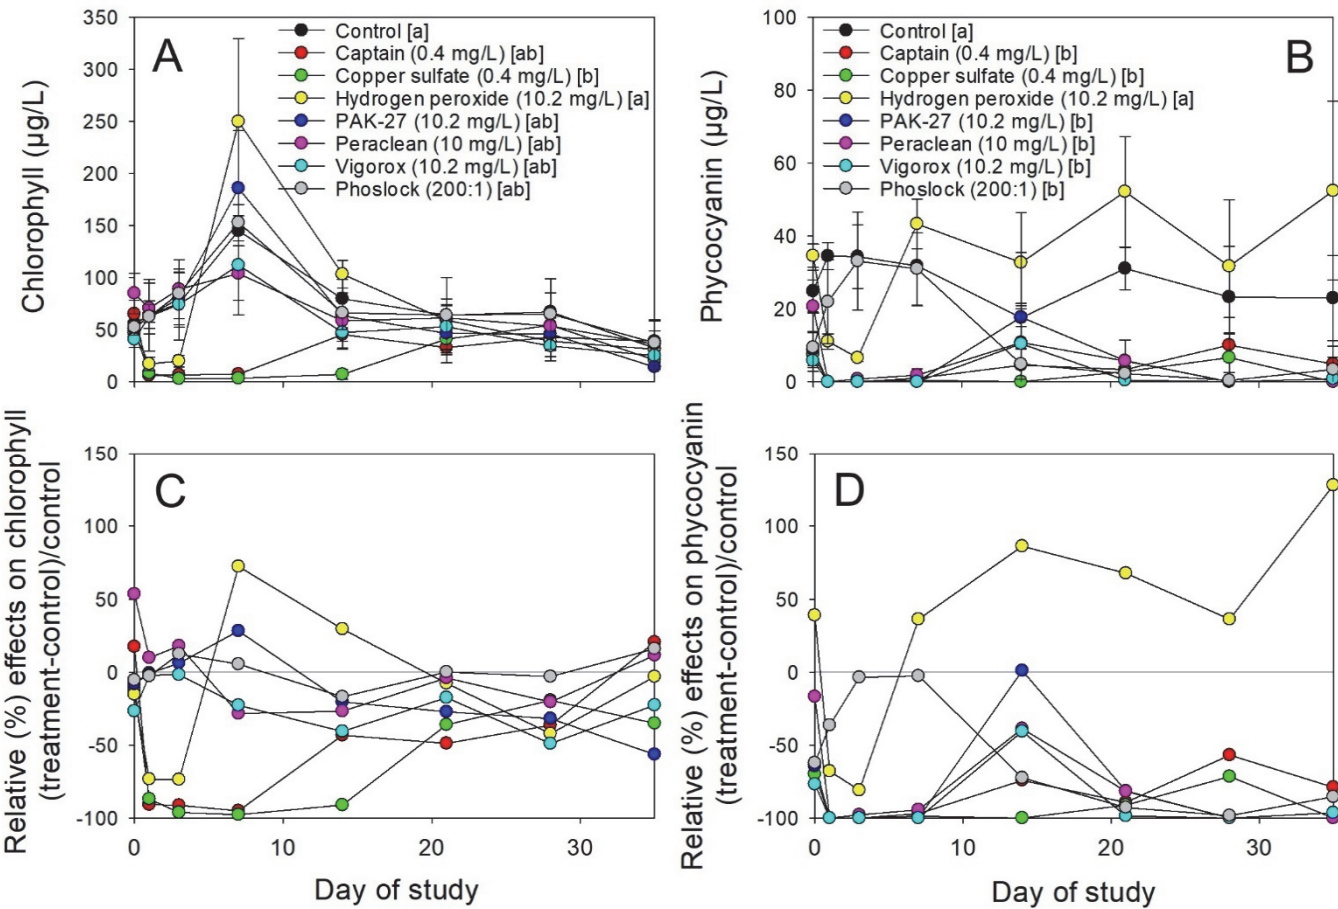 350
300
250
200
150
100
50
0
Chlorophyll (µg/L)
A
Control [a]
Captain (0.4 mg/L) [ab]
Copper sulfate (0.4 mg/L) [b]
Hydrogen peroxide (10.2 mg/L) [a]
PAK-27 (10.2 mg/L) [ab]
Peraclean (10 mg/L) [ab]
Vigorox (10.2 mg/L) [ab]
Phoslock (200:1) [ab]
100
80
60
40
20
0
Phycocyanin (µg/L)
B
Control [a]
Captain (0.4 mg/L) [b]
Copper sulfate (0.4 mg/L) [b]
Hydrogen peroxide (10.2 mg/L) [a]
PAK-27 (10.2 mg/L) [b]
Peraclean (10 mg/L) [b]
Vigorox (10.2 mg/L) [b]
Phoslock (200:1) [b]
150
100
50
0
-50
-100
Relative (%) effects on chlorophyll
(treatment-control)/control
C
0
10
20
30
Day of study
150
100
50
0
-50
-100
Relative (%) effects on phycocyanin
(treatment-control)/control
D
0
10
20
30
Day of study